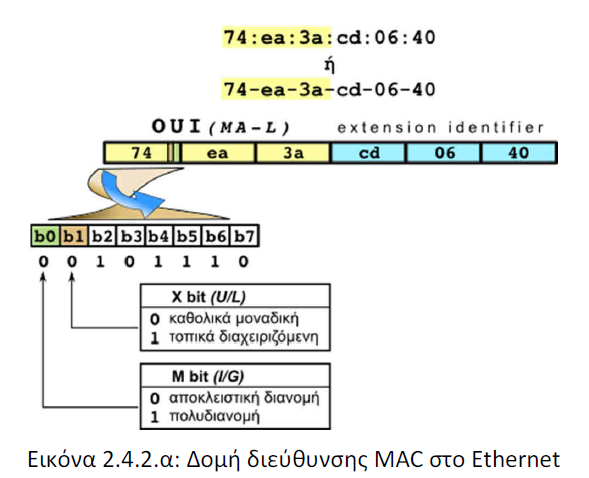 74:ea:3a:cd:06:40
ή
74-ea-3a-cd-06-40
OUI (MA-L) extension identifier
74 ea 3a cd 06 40
b0 b1 b2 b3 b4 b5 b6 b7
0 0 1 0 1 1 1 0
X bit (U/L)
0 καθολικά μοναδική
1 τοπικά διαχειριζόμενη
M bit (I/G)
0 αποκλειστική διανομή
1 πολυδιανομή
Εικόνα 2.4.2.α: Δομή διεύθυνσης MAC στο Ethernet